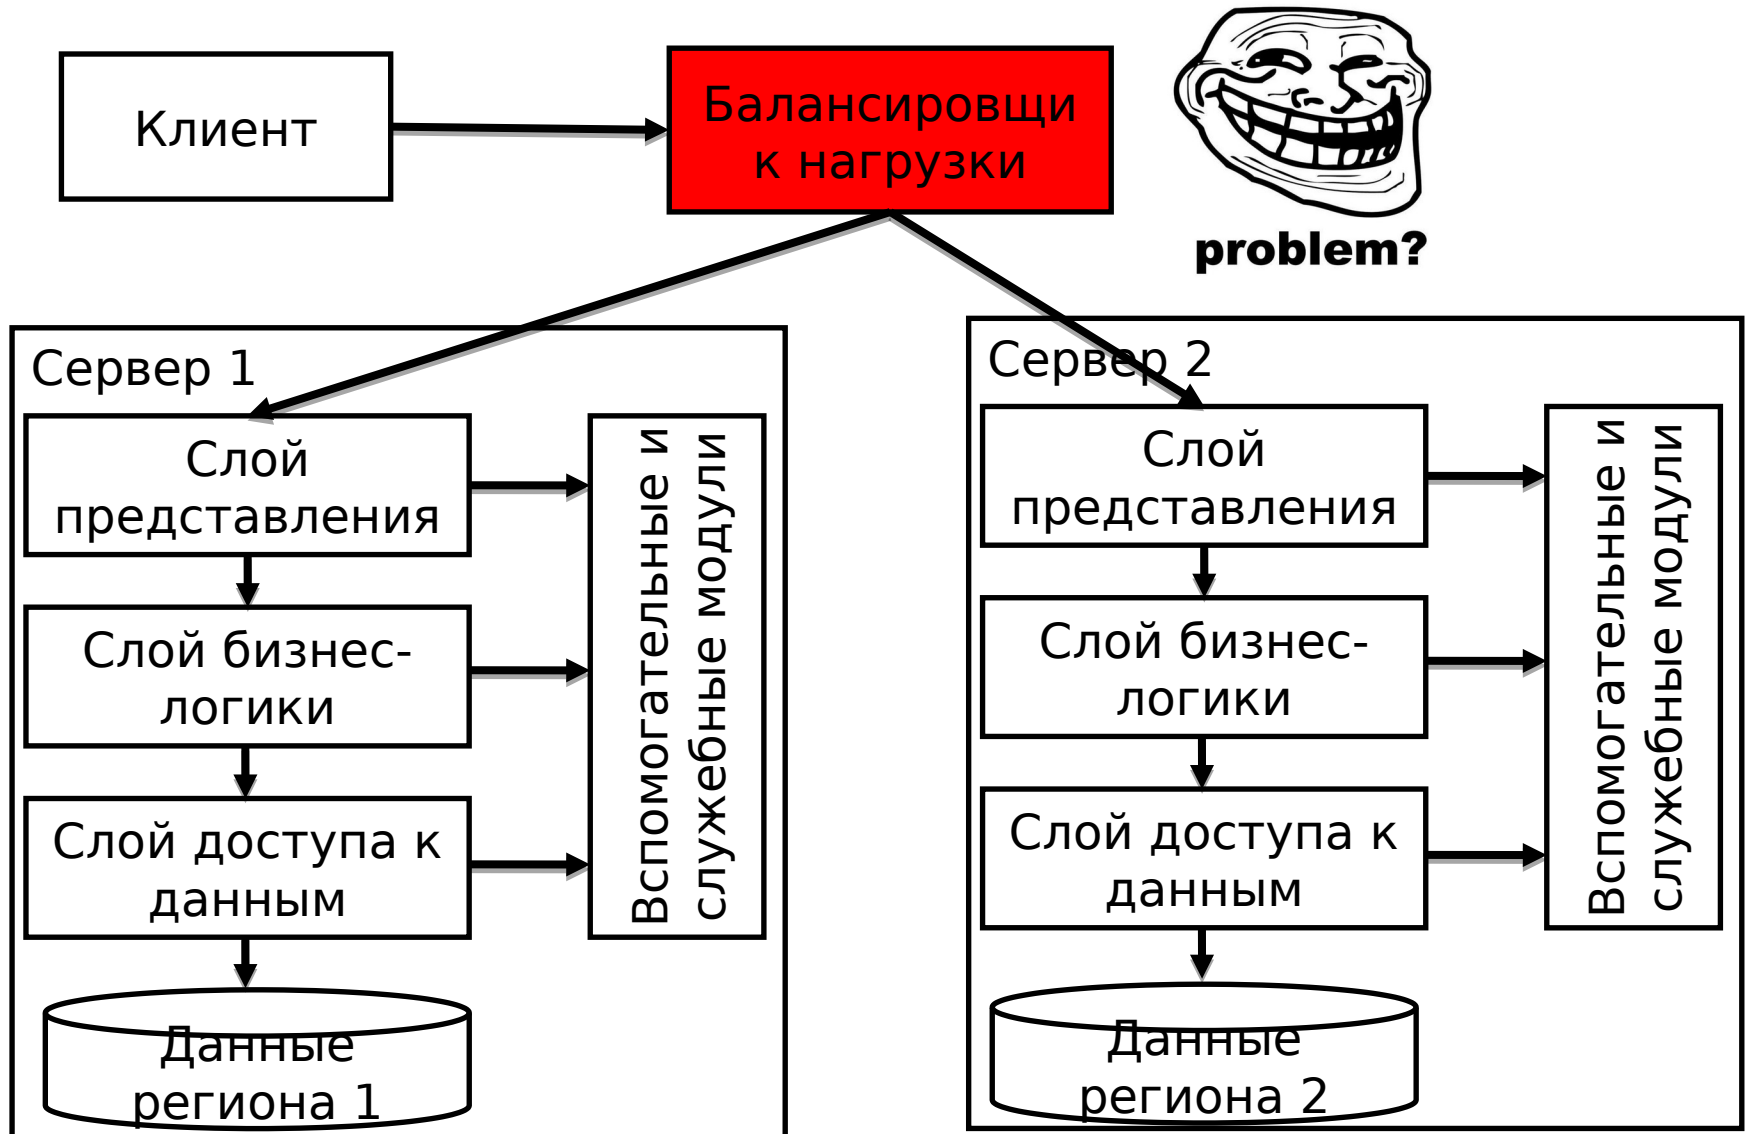 Клиент
Балансировщи
к нагрузки
problem?
Сервер 1
Слой
представления
Слой бизнес-
логики
Слой доступа к
данным
Вспомогательные и
служебные модули
Данные
региона 1
Сервер 2
Слой
представления
Слой бизнес-
логики
Слой доступа к
данным
Вспомогательные и
служебные модули
Данные
региона 2